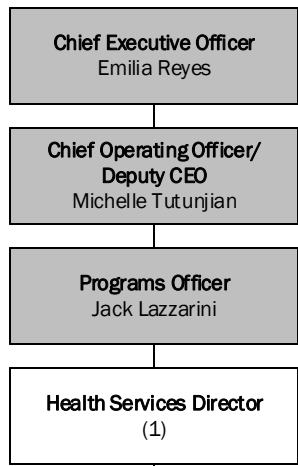 Chief Executive Officer
Emilia Reyes
Chief Operating Officer/
Deputy CEO
Michelle Tutunjian
Programs Officer
Jack Lazzarini
Health Services Director
(1)